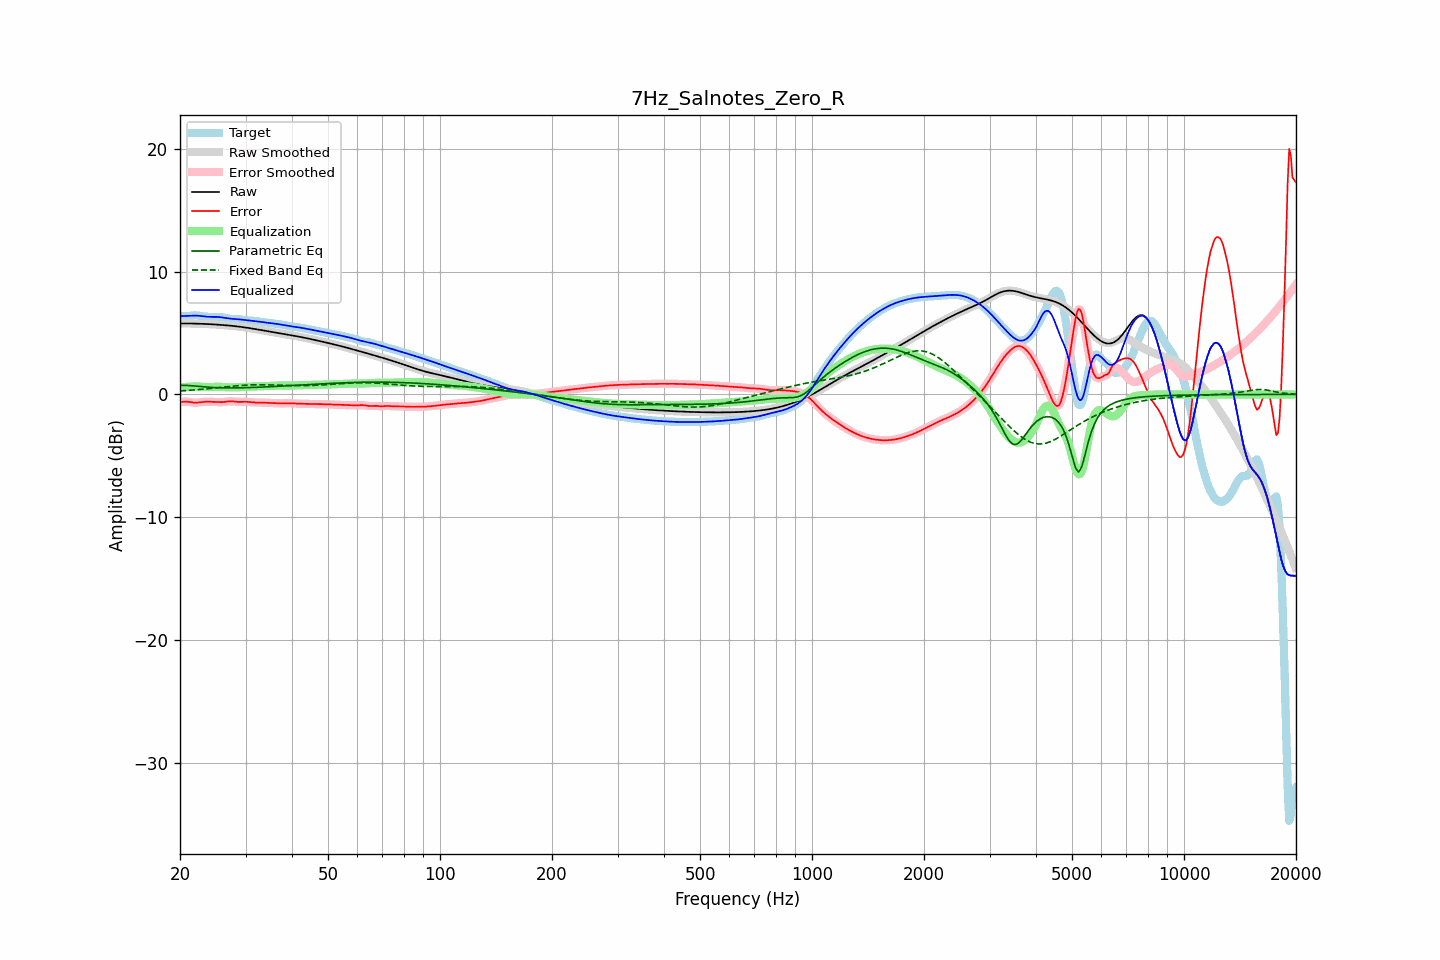 7Hz_Salnotes_Zero_R
Target
Raw Smoothed
Error Smoothed
Raw
Error
Equalization
Parametric Eq
Fixed Band Eq
Equalized
20
10
0
−10
−20
−30
Amplitude (dBr)
20 50 100 200 500 1000 2000 5000 10000 20000
Frequency (Hz)